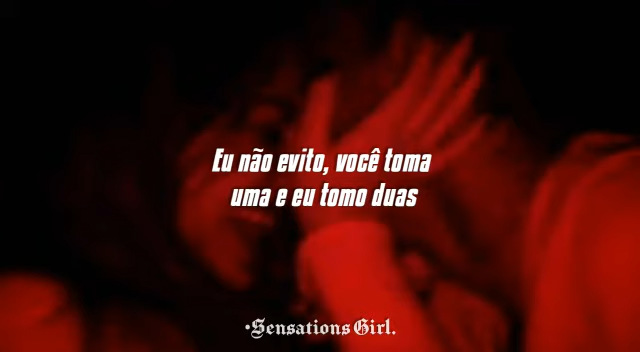 Eu não evito, você toma
uma e eu tomo duas
•Sensations Girl.